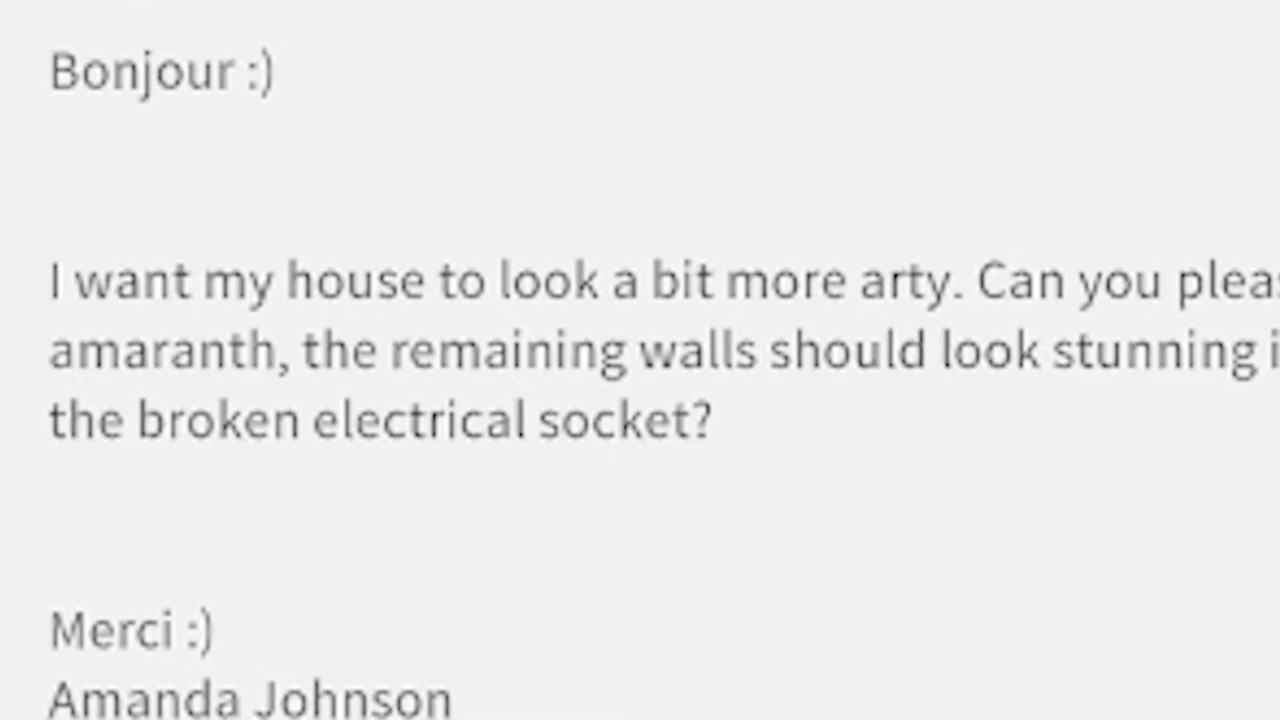 Bonjour :)
I want my house to look a bit more arty. Can you
amaranth, the remaining walls should look stunning
the broken electrical socket?
Merci :)
Amanda Johnson